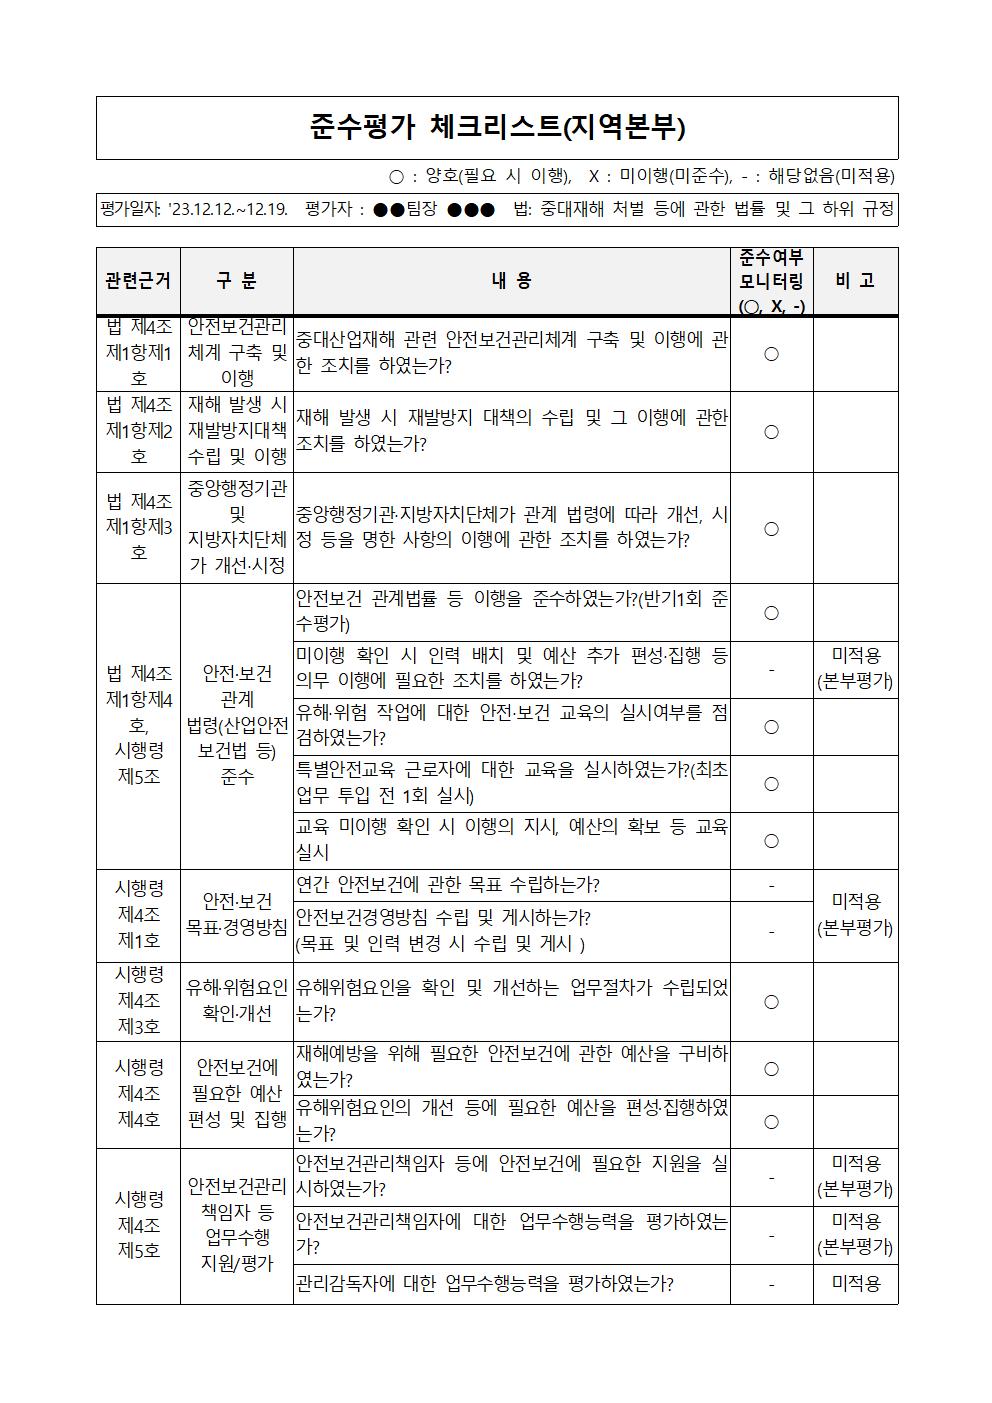 준수평가 체크리스트(지역본부)
○ : 양호(필요 시 이행), X : 미이행(미준수), - : 해당없음(미적용)
평가일자: '23.12.12.~12.19. 평가자 : ●●팀장 ●●● 법: 중대재해 처벌 등에 관한 법률 및 그 하위 규정
관련근거
구 분
내 용
준수여부
모니터링
(○, X, -)
비 고
법 제4조
제1항제1
호
안전보건관리
체계 구축 및
이행
중대산업재해 관련 안전보건관리체계 구축 및 이행에 관
한 조치를 하였는가?
○
법 제4조
제1항제2
호
재해 발생 시
재발방지대책
수립 및 이행
재해 발생 시 재발방지 대책의 수립 및 그 이행에 관한
조치를 하였는가?
○
법 제4조
제1항제3
호
중앙행정기관
및
지방자치단체
가 개선·시정
중앙행정기관·지방자치단체가 관계 법령에 따라 개선, 시
정 등을 명한 사항의 이행에 관한 조치를 하였는가?
○
법 제4조
제1항제4
호,
시행령
제5조
안전·보건
관계
법령(산업안전
보건법 등)
준수
안전보건 관계법률 등 이행을 준수하였는가?(반기1회 준
수평가)
○
미이행 확인 시 인력 배치 및 예산 추가 편성·집행 등
의무 이행에 필요한 조치를 하였는가?
-
미적용
(본부평가)
유해·위험 작업에 대한 안전·보건 교육의 실시여부를 점
검하였는가?
○
특별안전교육 근로자에 대한 교육을 실시하였는가?(최초
업무 투입 전 1회 실시)
○
교육 미이행 확인 시 이행의 지시, 예산의 확보 등 교육
실시
○
시행령
제4조
제1호
안전·보건
목표·경영방침
연간 안전보건에 관한 목표 수립하는가?
-
안전보건경영방침 수립 및 게시하는가?
(목표 및 인력 변경 시 수립 및 게시 )
-
미적용
(본부평가)
시행령
제4조
제3호
유해·위험요인
확인·개선
유해위험요인을 확인 및 개선하는 업무절차가 수립되었
는가?
○
시행령
제4조
제4호
안전보건에
필요한 예산
편성 및 집행
재해예방을 위해 필요한 안전보건에 관한 예산을 구비하
였는가?
○
유해위험요인의 개선 등에 필요한 예산을 편성·집행하였
는가?
○
시행령
제4조
제5호
안전보건관리
책임자 등
업무수행
지원/평가
안전보건관리책임자 등에 안전보건에 필요한 지원을 실
시하였는가?
-
미적용
(본부평가)
안전보건관리책임자에 대한 업무수행능력을 평가하였는
가?
-
미적용
(본부평가)
관리감독자에 대한 업무수행능력을 평가하였는가?
-
미적용